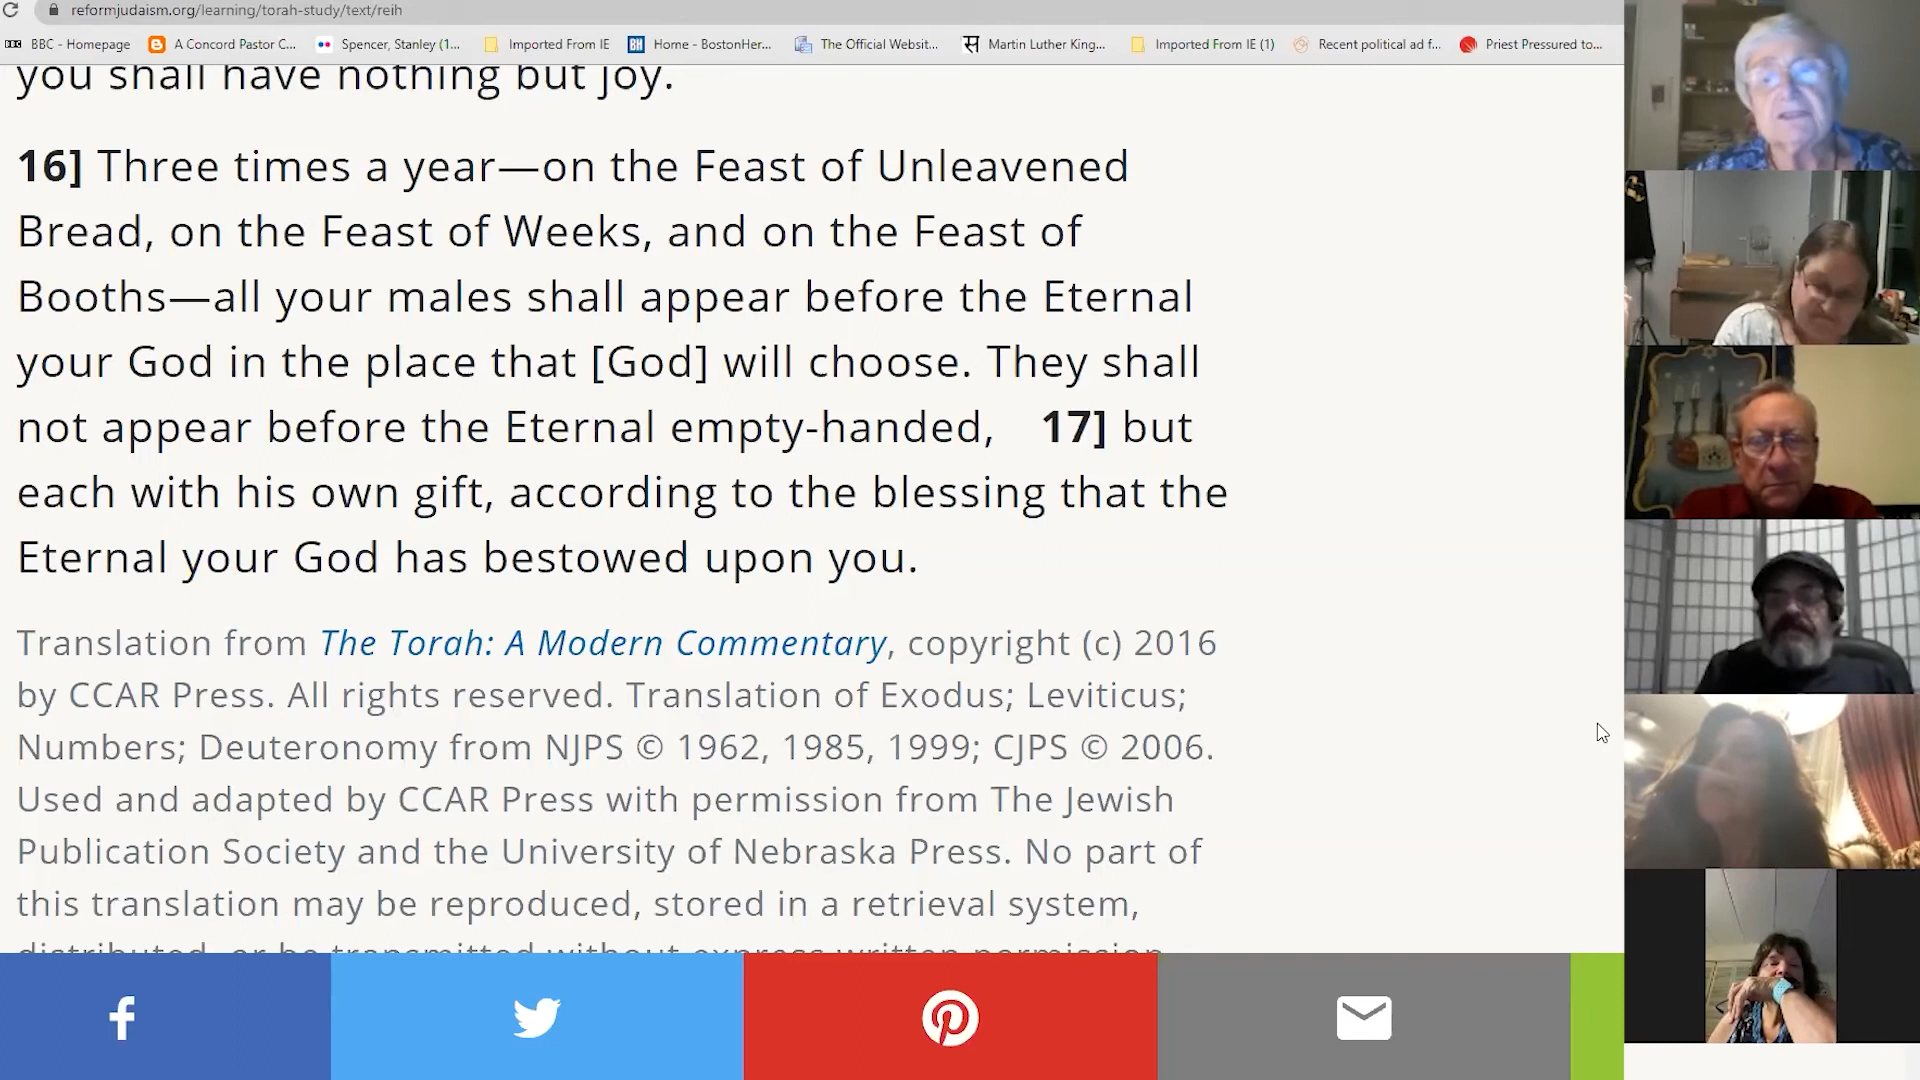 reformjudaism.org/learning/torah-study/text/reih
BBC - Homepage A Concord Pastor C... Spencer, Stanley (1... Imported From IE BH Home - BostonHer... The Official Websit... Martin Luther King... Imported From IE (1) Recent political ad f... Priest Pressured to...
you shall have nothing but joy.
16] Three times a year—on the Feast of Unleavened
Bread, on the Feast of Weeks, and on the Feast of
Booths—all your males shall appear before the Eternal
your God in the place that [God] will choose. They shall
not appear before the Eternal empty-handed, 17] but
each with his own gift, according to the blessing that the
Eternal your God has bestowed upon you.
Translation from The Torah: A Modern Commentary, copyright (c) 2016
by CCAR Press. All rights reserved. Translation of Exodus; Leviticus;
Numbers; Deuteronomy from NJPS © 1962, 1985, 1999; CJPS © 2006.
Used and adapted by CCAR Press with permission from The Jewish
Publication Society and the University of Nebraska Press. No part of
this translation may be reproduced, stored in a retrieval system,
distributed, or be transmitted without express written permission